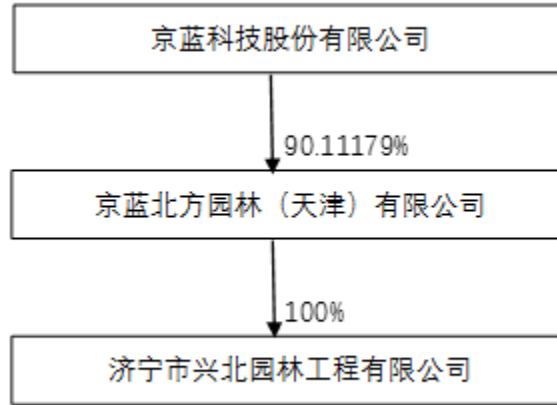 京蓝科技股份有限公司
90.11179%
京蓝北方园林（天津）有限公司
100%
济宁市兴北园林工程有限公司